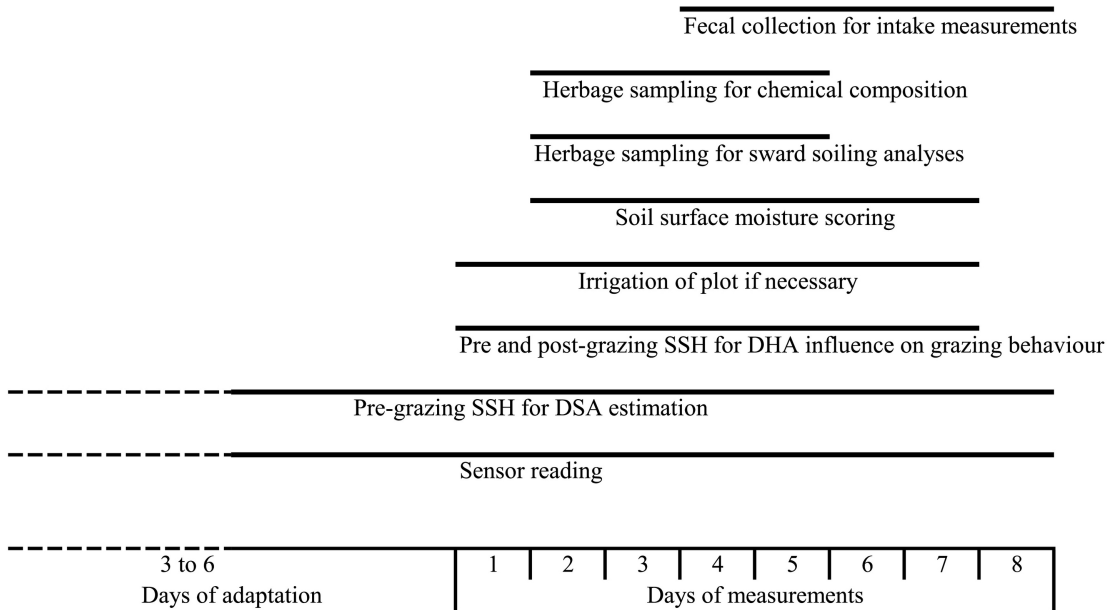 Fecal collection for intake measurements
Herbage sampling for chemical composition
Herbage sampling for sward soiling analyses
Soil surface moisture scoring
Irrigation of plot if necessary
Pre and post-grazing SSH for DHA influence on grazing behaviour
Pre-grazing SSH for DSA estimation
Sensor reading
3 to 6 1 2 3 4 5 6 7 8
Days of adaptation Days of measurements